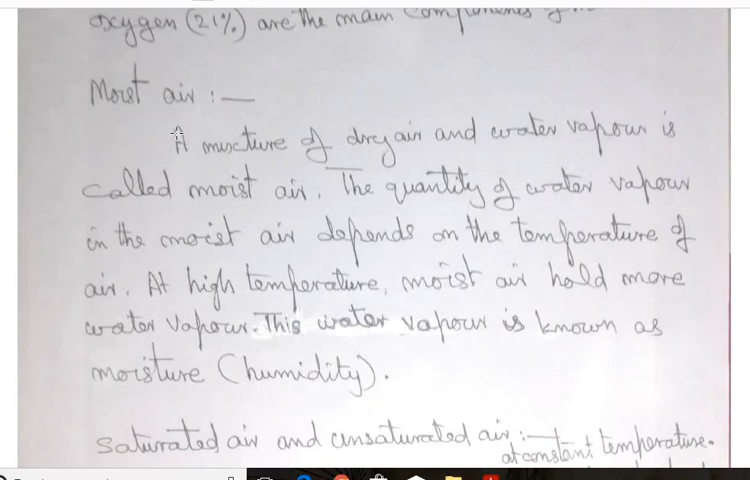 oxygen (21%) are the main components of
Moist air :—
A mixture of dry air and water vapour is
called moist air. The quantity of water vapour
in the moist air depends on the temperature of
air. At high temperature, moist air hold more
water vapour. This water vapour is known as
moisture (humidity).
Saturated air and unsaturated air :—
at constant temperature.